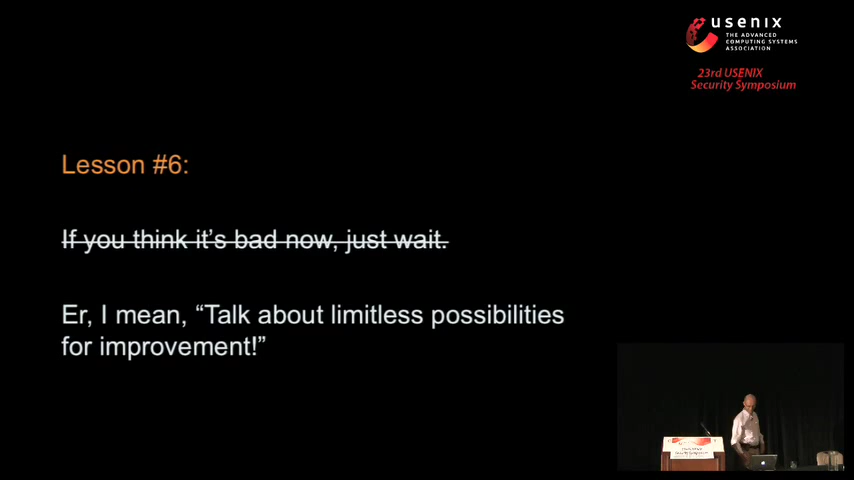 usenix
THE ADVANCED
COMPUTING SYSTEMS
ASSOCIATION
23rd USENIX
Security Symposium
Lesson #6:
If you think it's bad now, just wait.
Er, I mean, “Talk about limitless possibilities
for improvement!”